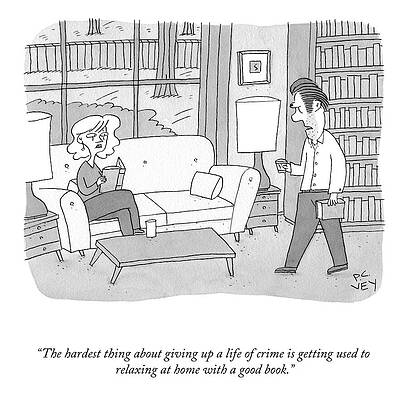 P.C.
VEY
“The hardest thing about giving up a life of crime is getting used to
relaxing at home with a good book.”